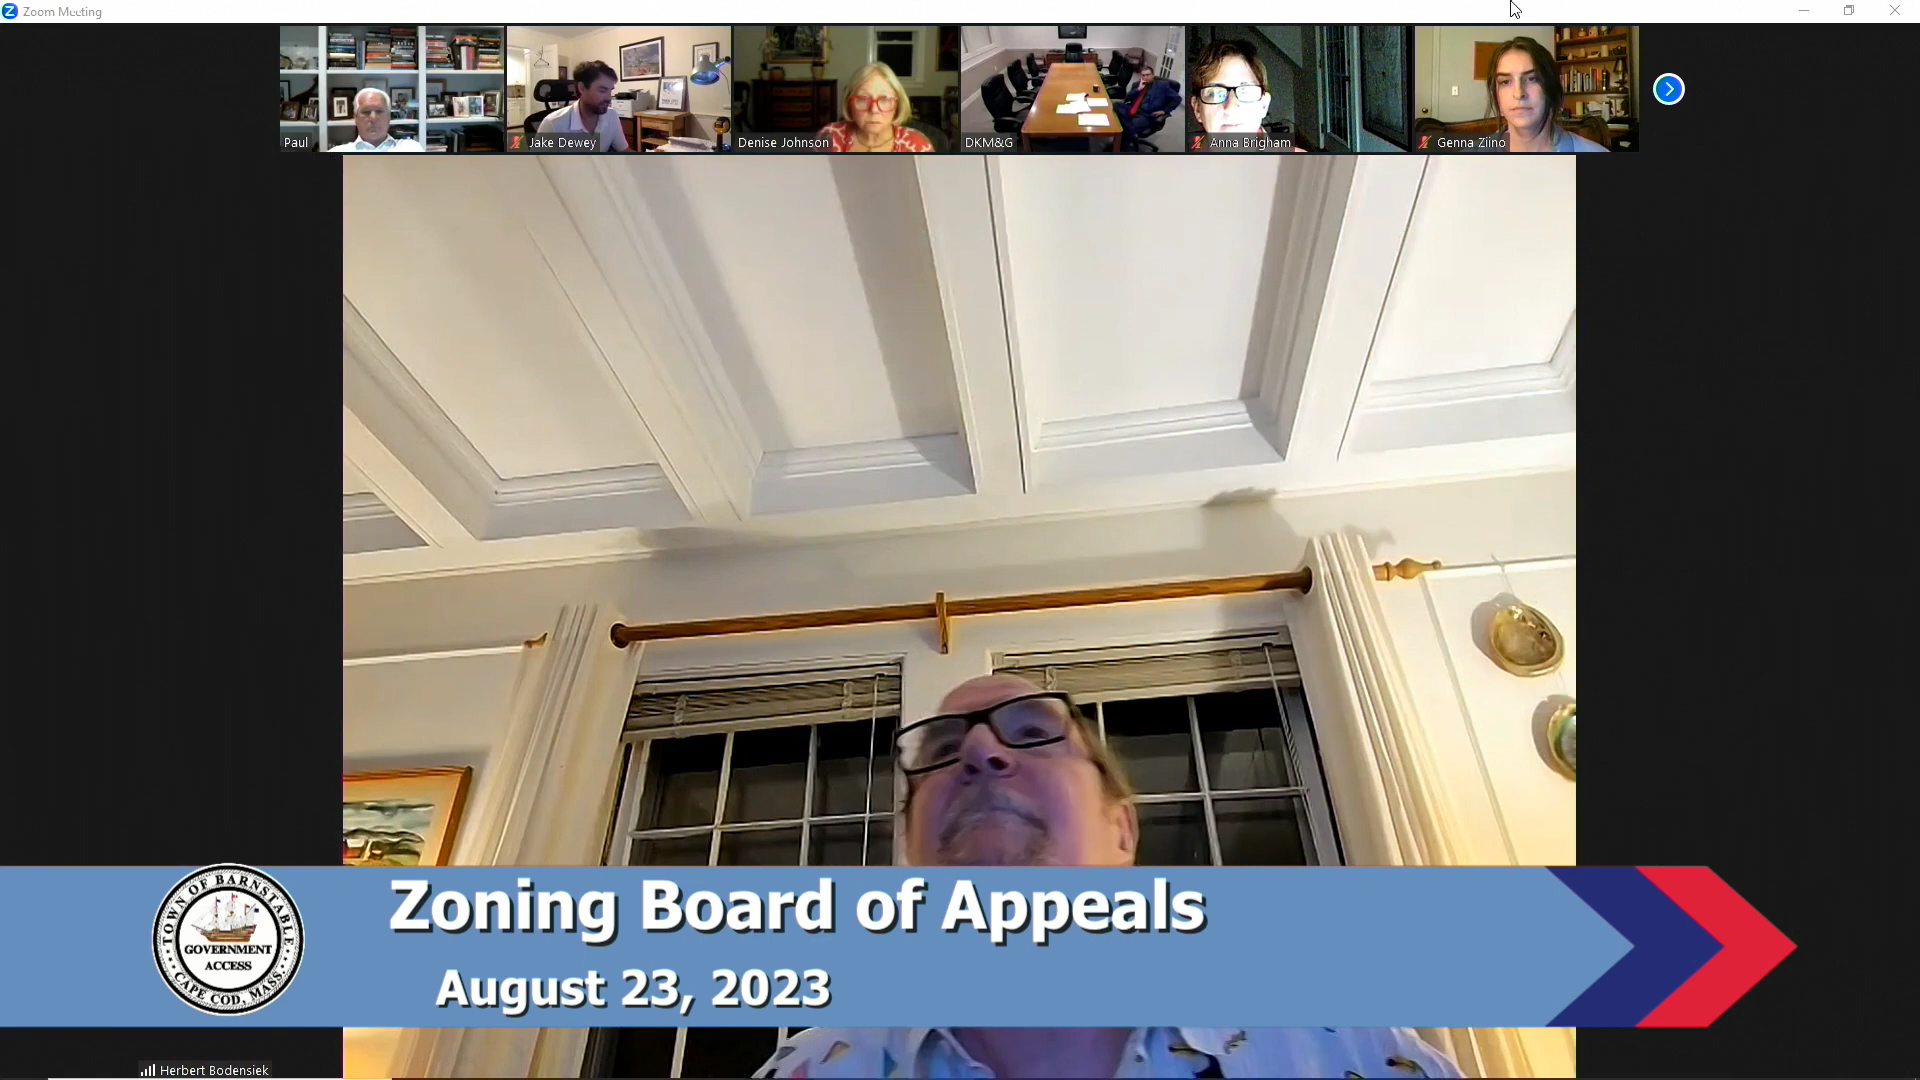 Zoom Meeting
Paul
Jake Dewey
Denise Johnson
DKM&G
Anna Brigham
Genna Ziino
TOWN OF BARNSTABLE
GOVERNMENT
ACCESS
CAPE COD, MASS.
Zoning Board of Appeals
August 23, 2023
Herbert Bodensiek